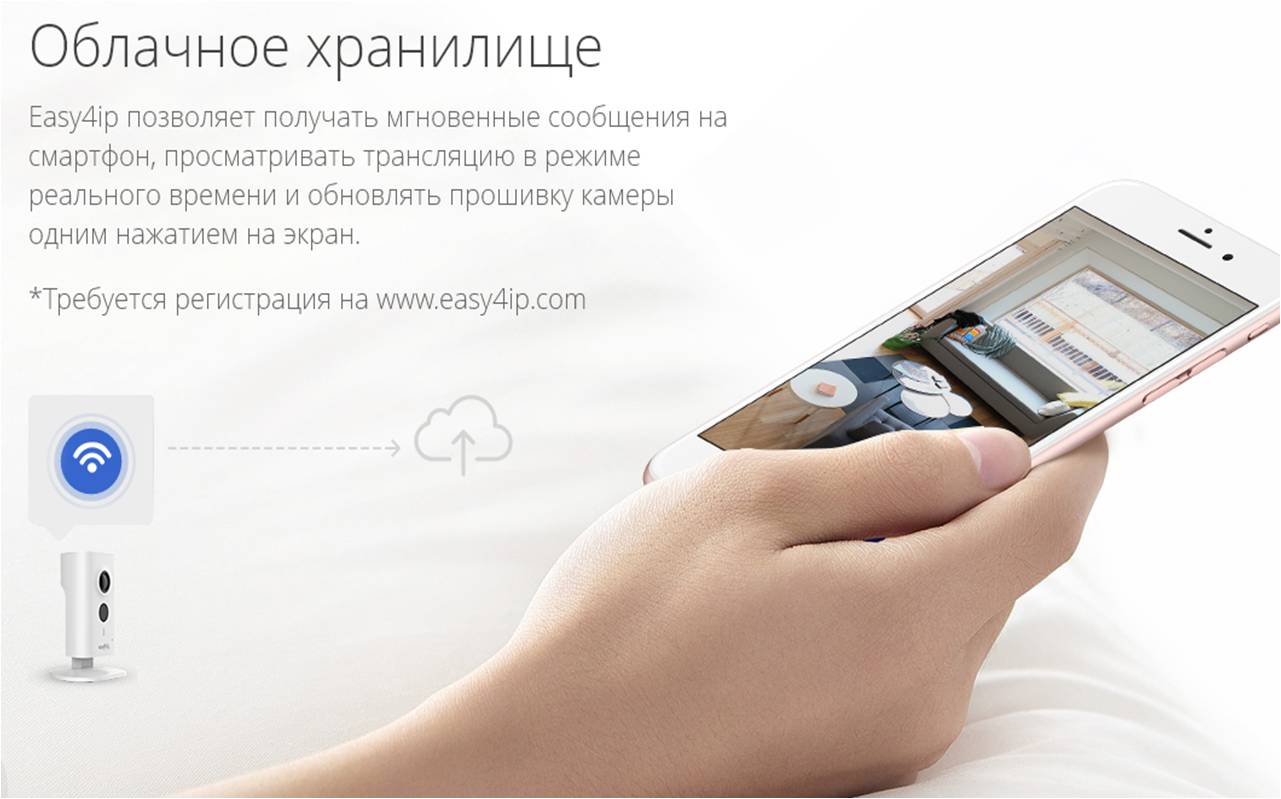 Облачное хранилище
Easy4ip позволяет получать мгновенные сообщения на
смартфон, просматривать трансляцию в режиме
реального времени и обновлять прошивку камеры
одним нажатием на экран.
*Требуется регистрация на www.easy4ip.com